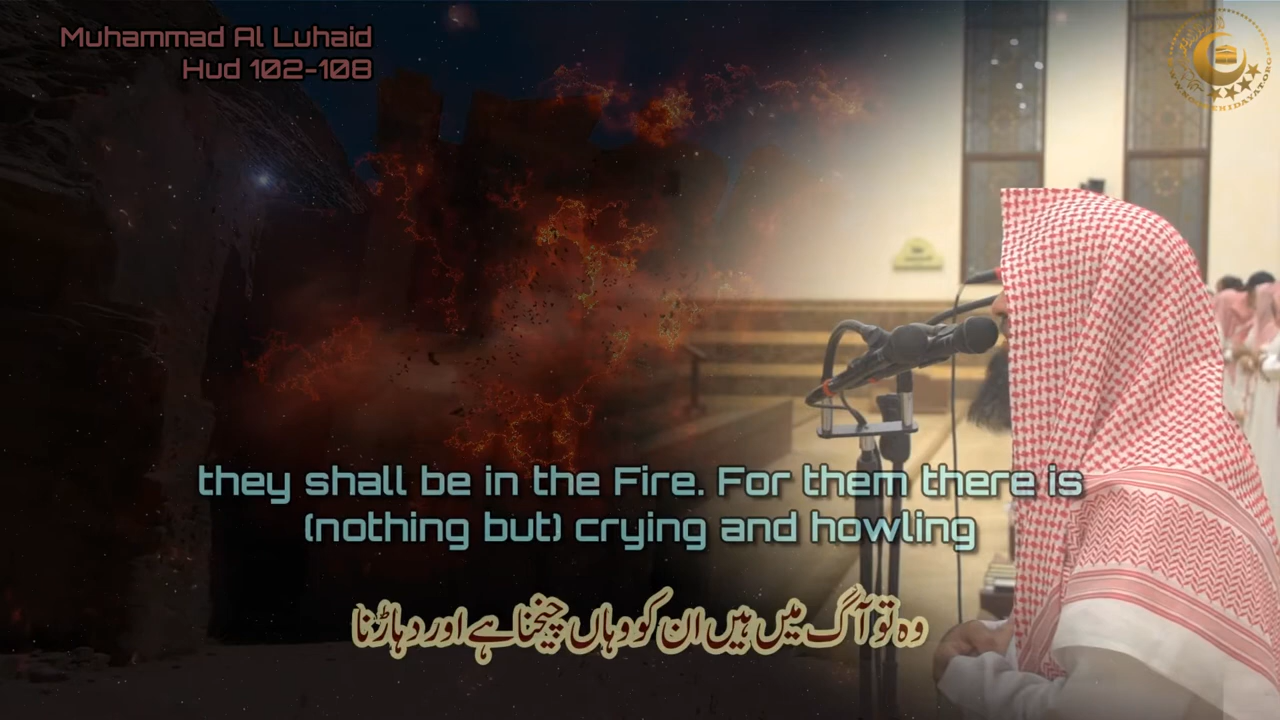 Muhammad Al Luhaid
Hud 102-108
they shall be in the Fire. For them there is
(nothing but) crying and howling
وہ تو آگ میں ہیں ان کو وہاں چیخنا ہے اور دہاڑنا